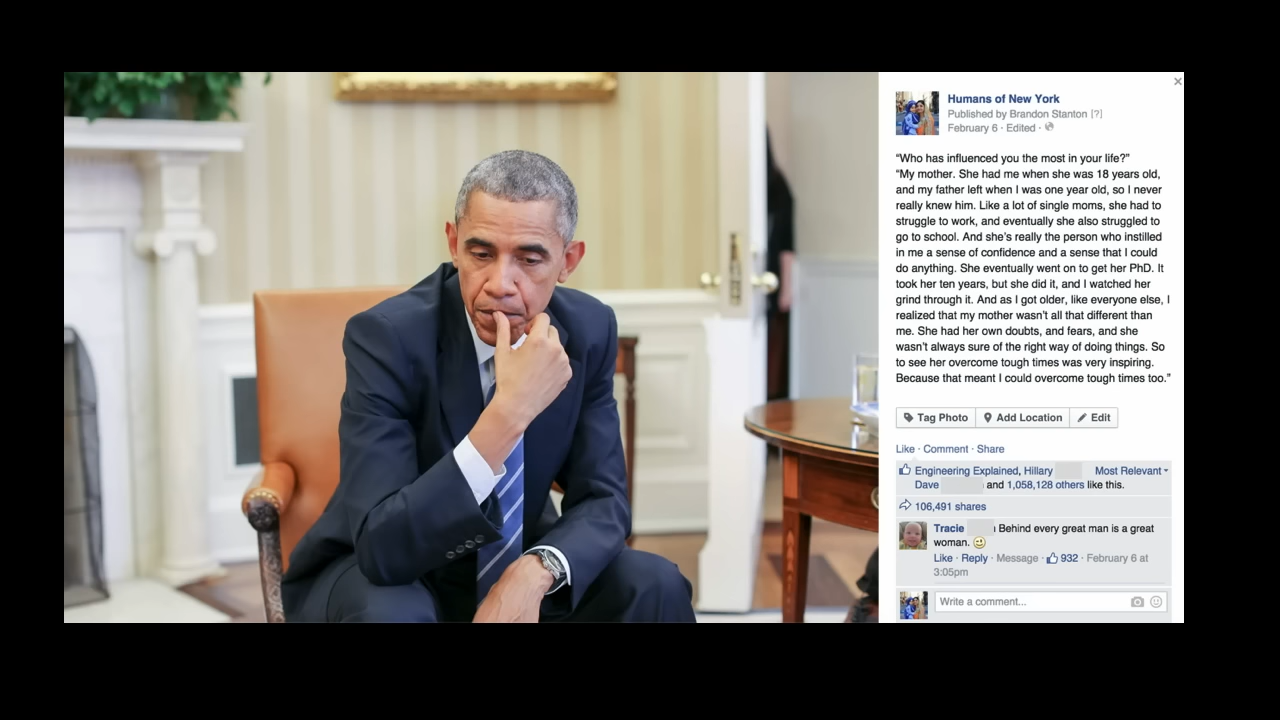 Humans of New York
Published by Brandon Stanton [?]
February 6 · Edited ·
“Who has influenced you the most in your life?”
“My mother. She had me when she was 18 years old,
and my father left when I was one year old, so I never
really knew him. Like a lot of single moms, she had to
struggle to work, and eventually she also struggled to
go to school. And she’s really the person who instilled
in me a sense of confidence and a sense that I could
do anything. She eventually went on to get her PhD. It
took her ten years, but she did it, and I watched her
grind through it. And as I got older, like everyone else, I
realized that my mother wasn’t all that different than
me. She had her own doubts, and fears, and she
wasn’t always sure of the right way of doing things. So
to see her overcome tough times was very inspiring.
Because that meant I could overcome tough times too.”
Tag Photo Add Location Edit
Like · Comment · Share
Engineering Explained, Hillary Most Relevant
Dave and 1,058,128 others like this.
106,491 shares
Tracie Behind every great man is a great
woman.
Like · Reply · Message · 932 · February 6 at
3:05pm
Write a comment...